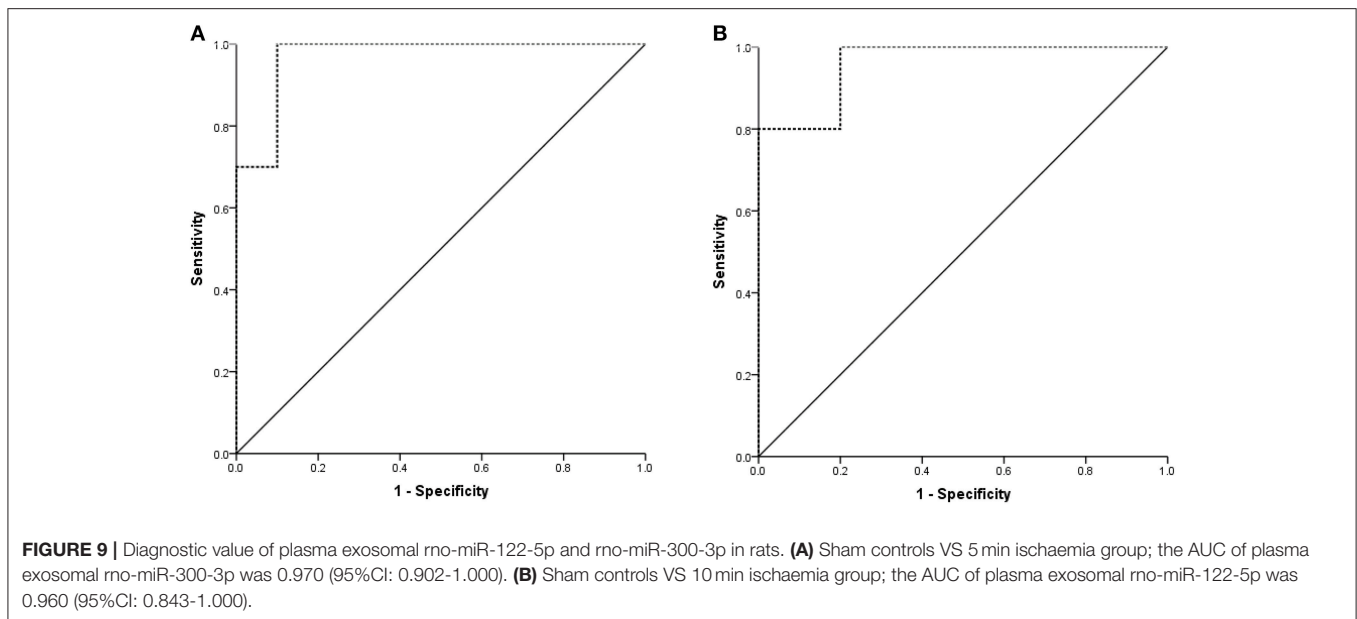 A
B
1.0
0.8
0.6
0.4
0.2
0.0
Sensitivity
0.0 0.2 0.4 0.6 0.8 1.0
1 - Specificity
1.0
0.8
0.6
0.4
0.2
0.0
Sensitivity
0.0 0.2 0.4 0.6 0.8 1.0
1 - Specificity
FIGURE 9 | Diagnostic value of plasma exosomal rno-miR-122-5p and rno-miR-300-3p in rats. (A) Sham controls VS 5 min ischaemia group; the AUC of plasma
exosomal rno-miR-300-3p was 0.970 (95%CI: 0.902-1.000). (B) Sham controls VS 10 min ischaemia group; the AUC of plasma exosomal rno-miR-122-5p was
0.960 (95%CI: 0.843-1.000).